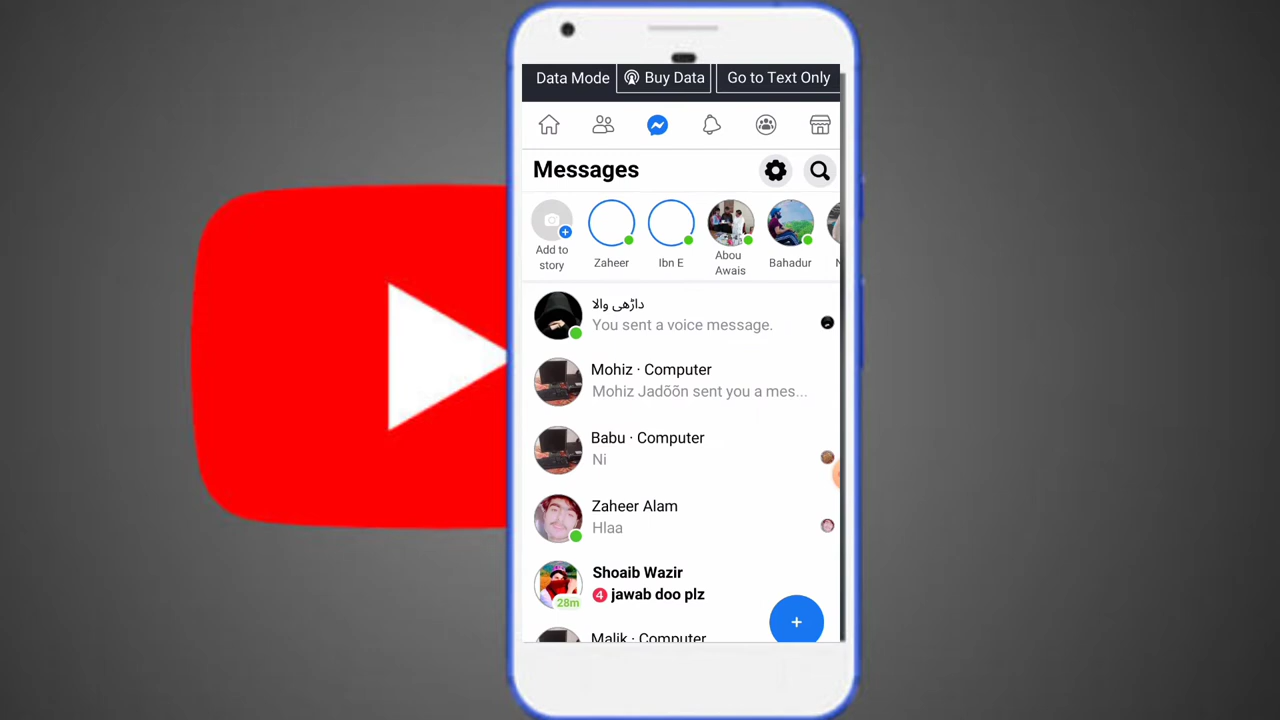 Data Mode Buy Data Go to Text Only
Messages
Add to story
Zaheer
Ibn E
Abou Awais
Bahadur
داڑھی والا
You sent a voice message.
Mohiz · Computer
Mohiz Jadõõn sent you a mes...
Babu · Computer
Ni
Zaheer Alam
Hlaa
Shoaib Wazir
28m
4 jawab doo plz
Malik · Computer
+